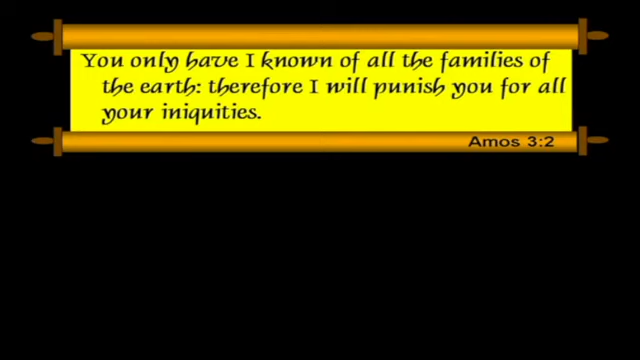 You only have I known of all the families of
the earth: therefore I will punish you for all
your iniquities.
Amos 3:2